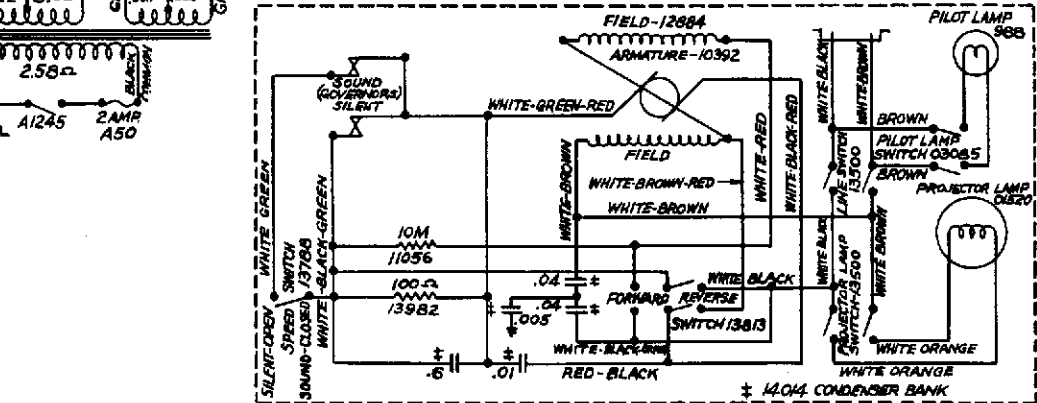 2.58Ω
BLACK
COMMON
A1245
2 AMP
A50
FIELD-12884
ARMATURE-10392
PILOT LAMP
988
SOUND
(GOVERNORS)
SILENT
WHITE-GREEN-RED
WHITE-RED
WHITE-BLACK-RED
WHITE-BLACK
WHITE-BROWN
BROWN
PILOT LAMP
SWITCH 03085
BROWN
LINE SWITCH
13500
PROJECTOR LAMP
D1520
FIELD
WHITE-BROWN
WHITE-BROWN-RED
WHITE-BROWN
WHITE GREEN
WHITE-BLACK-GREEN
10M
11056
100Ω
13982
.04 ‡
.04 ‡
‡ .005
FORWARD
REVERSE
WHITE BLACK
SWITCH 13813
WHITE BLACK
WHITE BROWN
PROJECTOR LAMP
SWITCH-13500
SILENT-OPEN
SPEED SWITCH 13788
SOUND-CLOSED
RED-BLACK
‡
.6
‡
.01
WHITE ORANGE
WHITE ORANGE
‡ 14014 CONDENSER BANK